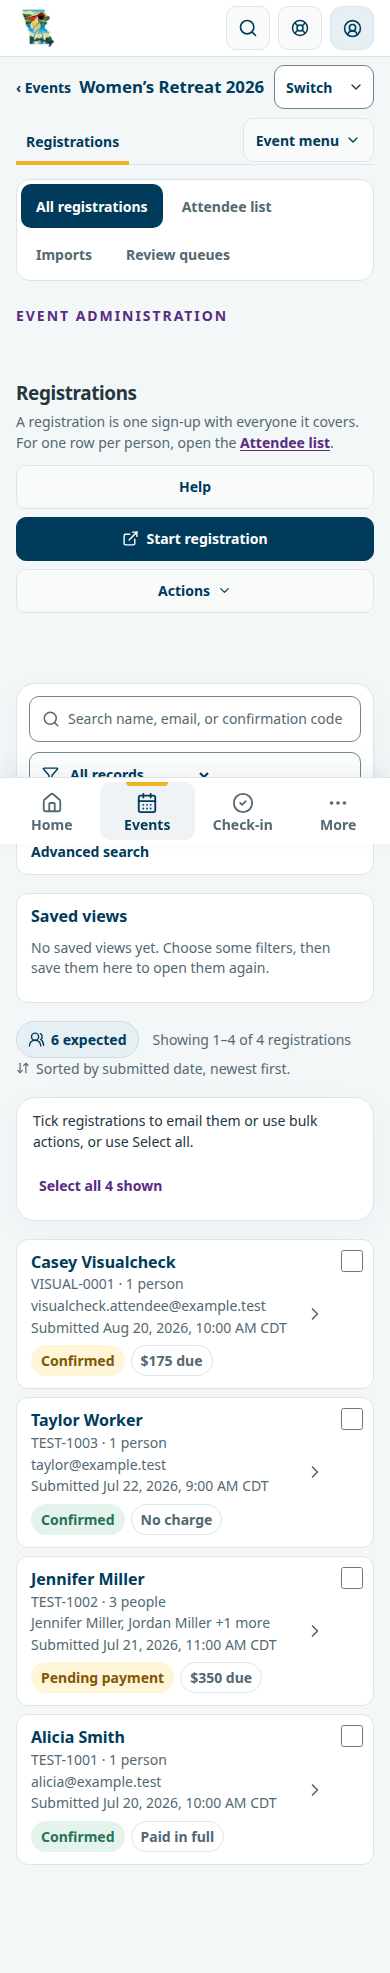 ‹ Events Women's Retreat 2026 Switch
Registrations Event menu
All registrations Attendee list
Imports Review queues
EVENT ADMINISTRATION
Registrations
A registration is one sign-up with everyone it covers.
For one row per person, open the Attendee list.
Help
Start registration
Actions
Search name, email, or confirmation code
All records
Home Events Check-in More
Advanced search
Saved views
No saved views yet. Choose some filters, then
save them here to open them again.
6 expected Showing 1–4 of 4 registrations
Sorted by submitted date, newest first.
Tick registrations to email them or use bulk
actions, or use Select all.
Select all 4 shown
Casey Visualcheck
VISUAL-0001 · 1 person
visualcheck.attendee@example.test
Submitted Aug 20, 2026, 10:00 AM CDT
Confirmed $175 due
Taylor Worker
TEST-1003 · 1 person
taylor@example.test
Submitted Jul 22, 2026, 9:00 AM CDT
Confirmed No charge
Jennifer Miller
TEST-1002 · 3 people
Jennifer Miller, Jordan Miller +1 more
Submitted Jul 21, 2026, 11:00 AM CDT
Pending payment $350 due
Alicia Smith
TEST-1001 · 1 person
alicia@example.test
Submitted Jul 20, 2026, 10:00 AM CDT
Confirmed Paid in full